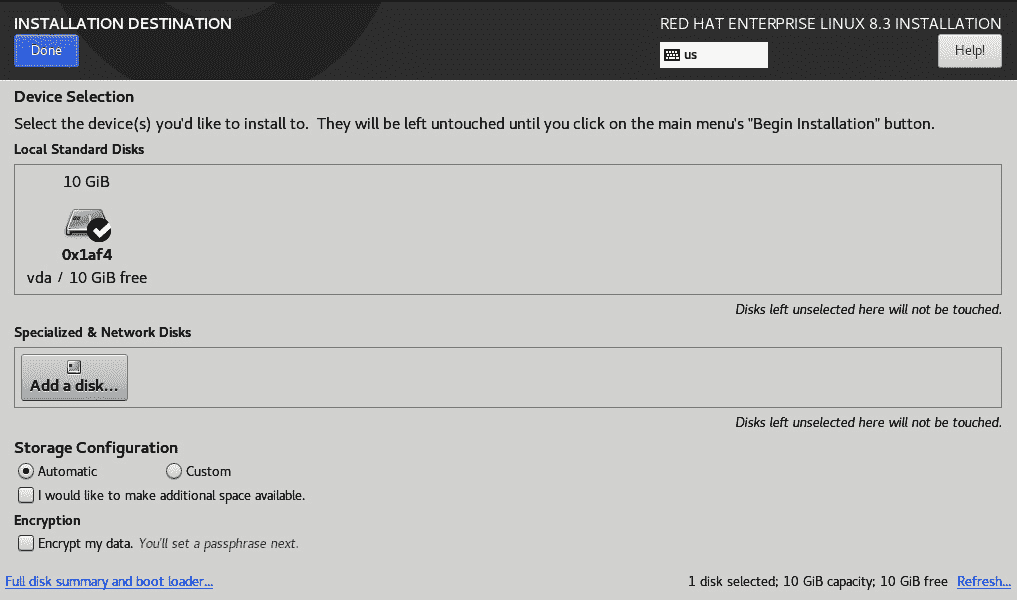 INSTALLATION DESTINATION
RED HAT ENTERPRISE LINUX 8.3 INSTALLATION
Done
us
Help!
Device Selection
Select the device(s) you'd like to install to.  They will be left untouched until you click on the main menu's "Begin Installation" button.
Local Standard Disks
10 GiB
0x1af4
vda / 10 GiB free
Disks left unselected here will not be touched.
Specialized & Network Disks
Add a disk...
Disks left unselected here will not be touched.
Storage Configuration
Automatic
Custom
I would like to make additional space available.
Encryption
Encrypt my data. You'll set a passphrase next.
Full disk summary and boot loader...
1 disk selected; 10 GiB capacity; 10 GiB free
Refresh...